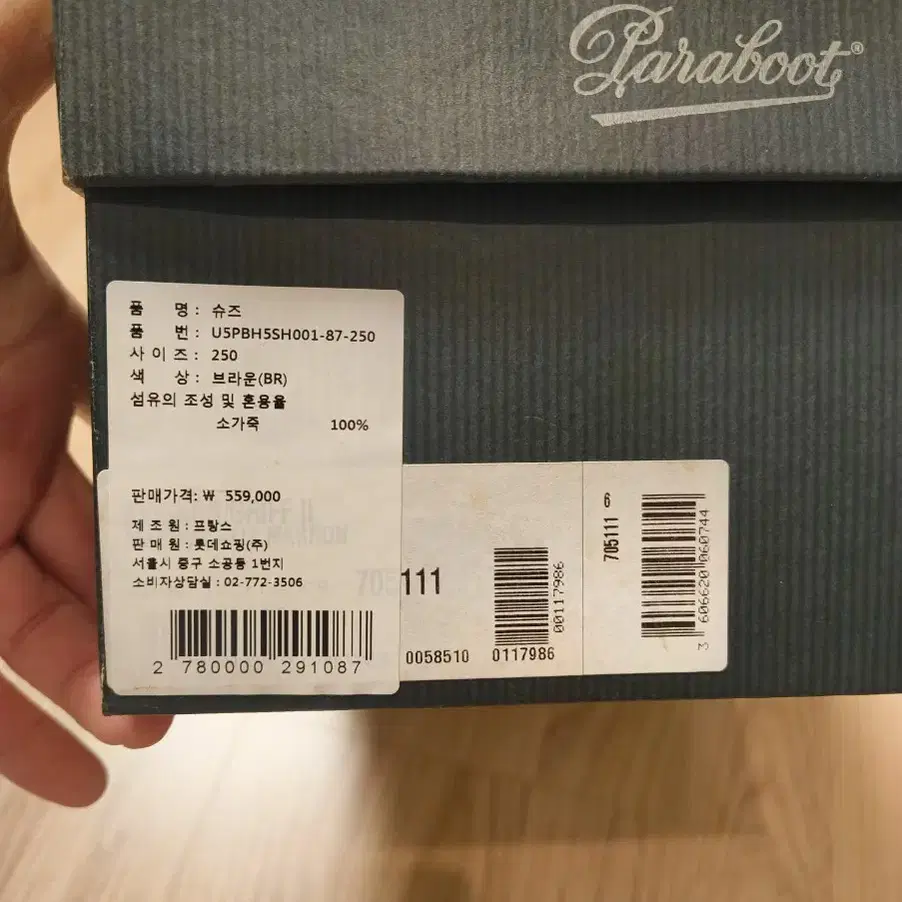 Paraboot®
품 명 : 슈즈
품 번 : U5PBH5SH001-87-250
사 이 즈 : 250
색 상 : 브라운(BR)
섬유의 조성 및 혼용율
소가죽 100%
판매가격: ₩ 559,000
제 조 원 : 프랑스
판 매 원 : 롯데쇼핑(주)
서울시 중구 소공동 1번지
소비자상담실 : 02-772-3506
2 780000 291087
705111
0058510 0117986
00117986
705111 6
3 606620 060744